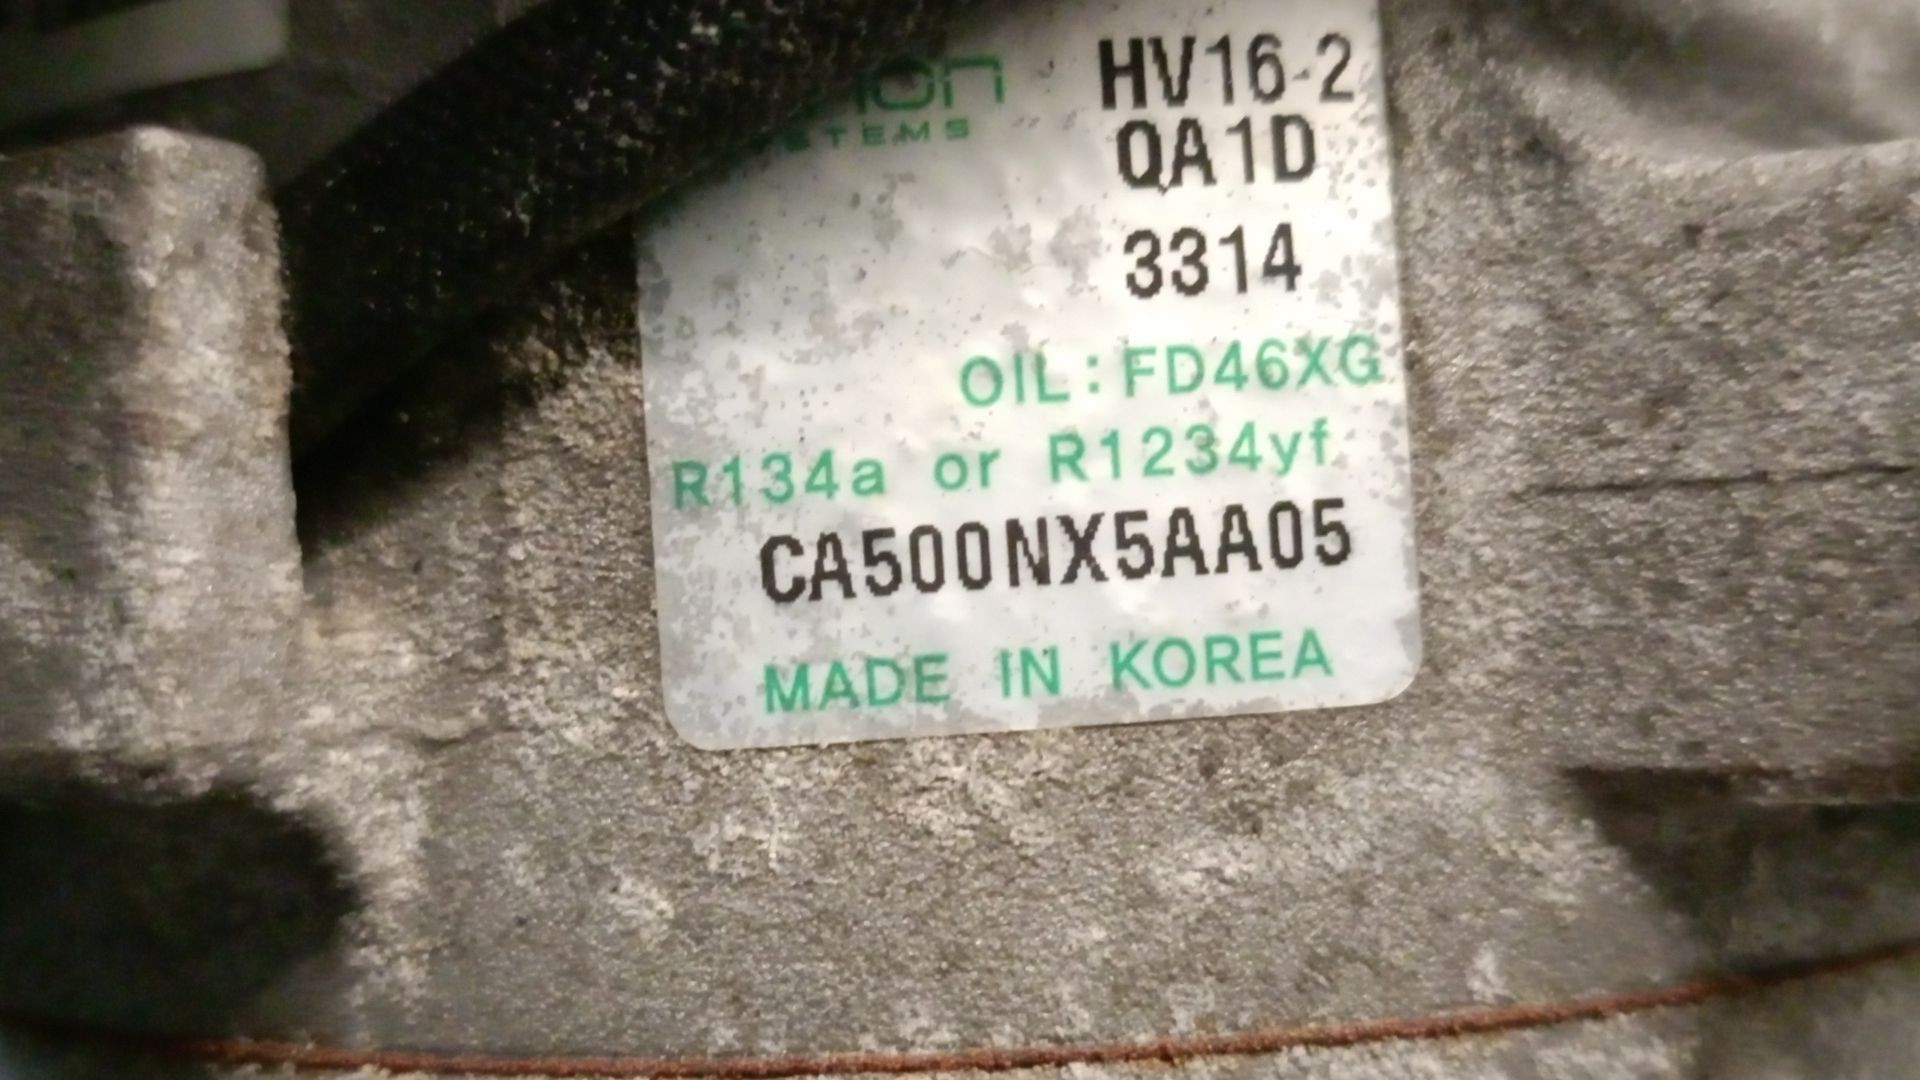 HV16-2
QA1D
3314
OIL: FD46XG
R134a or R1234yf
CA500NX5AA05
MADE IN KOREA